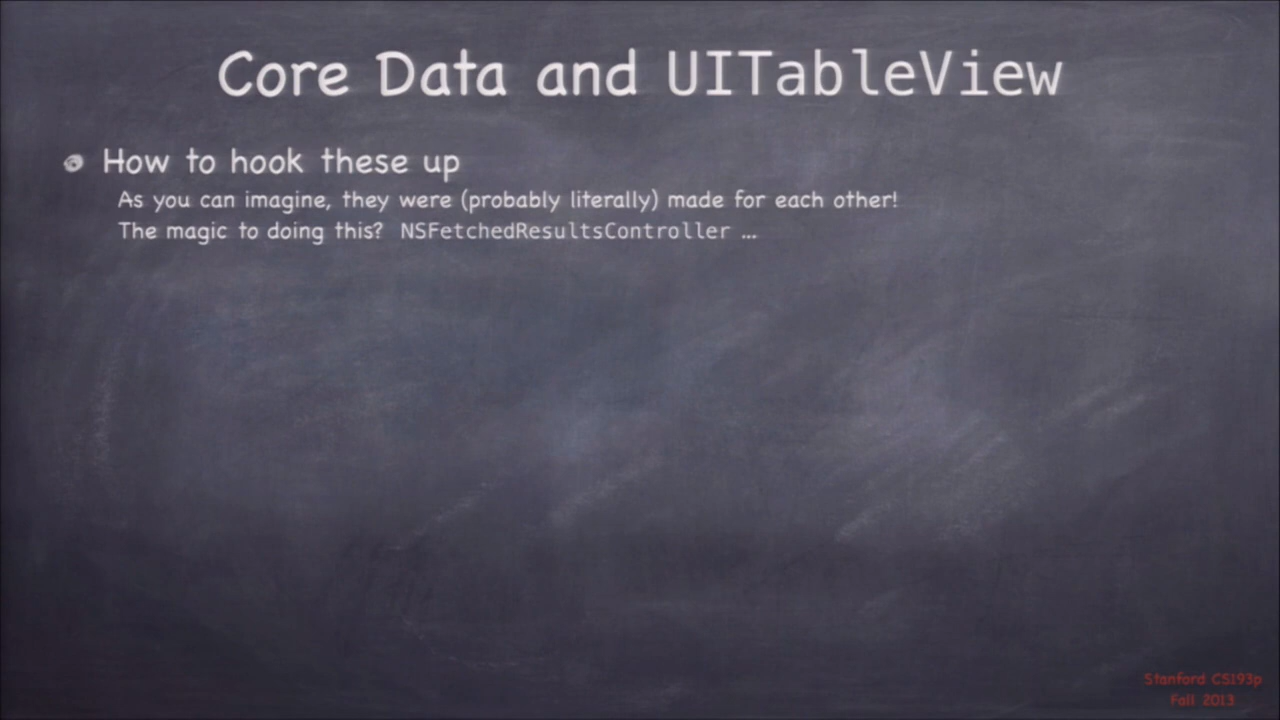 Core Data and UITableView
How to hook these up
As you can imagine, they were (probably literally) made for each other!
The magic to doing this? NSFetchedResultsController ...
Stanford CS193p
Fall 2013